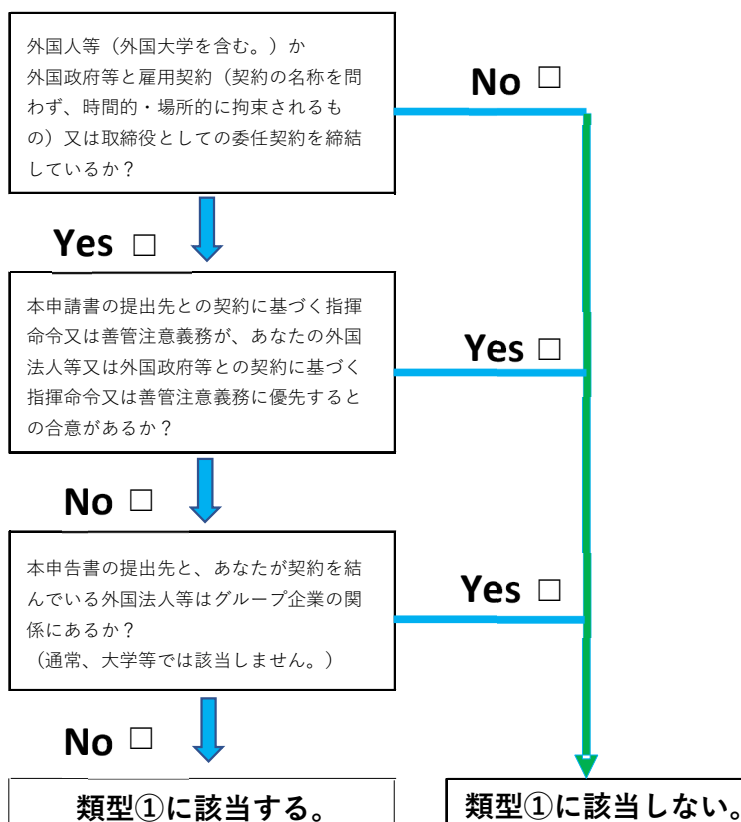 外国人等（外国大学を含む。）か
外国政府等と雇用契約（契約の名称を問
わず、時間的・場所的に拘束されるも
の）又は取締役としての委任契約を締結
しているか？
No □
Yes □
本申請書の提出先との契約に基づく指揮
命令又は善管注意義務が、あなたの外国
法人等又は外国政府等との契約に基づく
指揮命令又は善管注意義務に優先すると
の合意があるか？
Yes □
No □
本申告書の提出先と、あなたが契約を結
んでいる外国法人等はグループ企業の関
係にあるか？
（通常、大学等では該当しません。）
Yes □
No □
類型①に該当する。
類型①に該当しない。